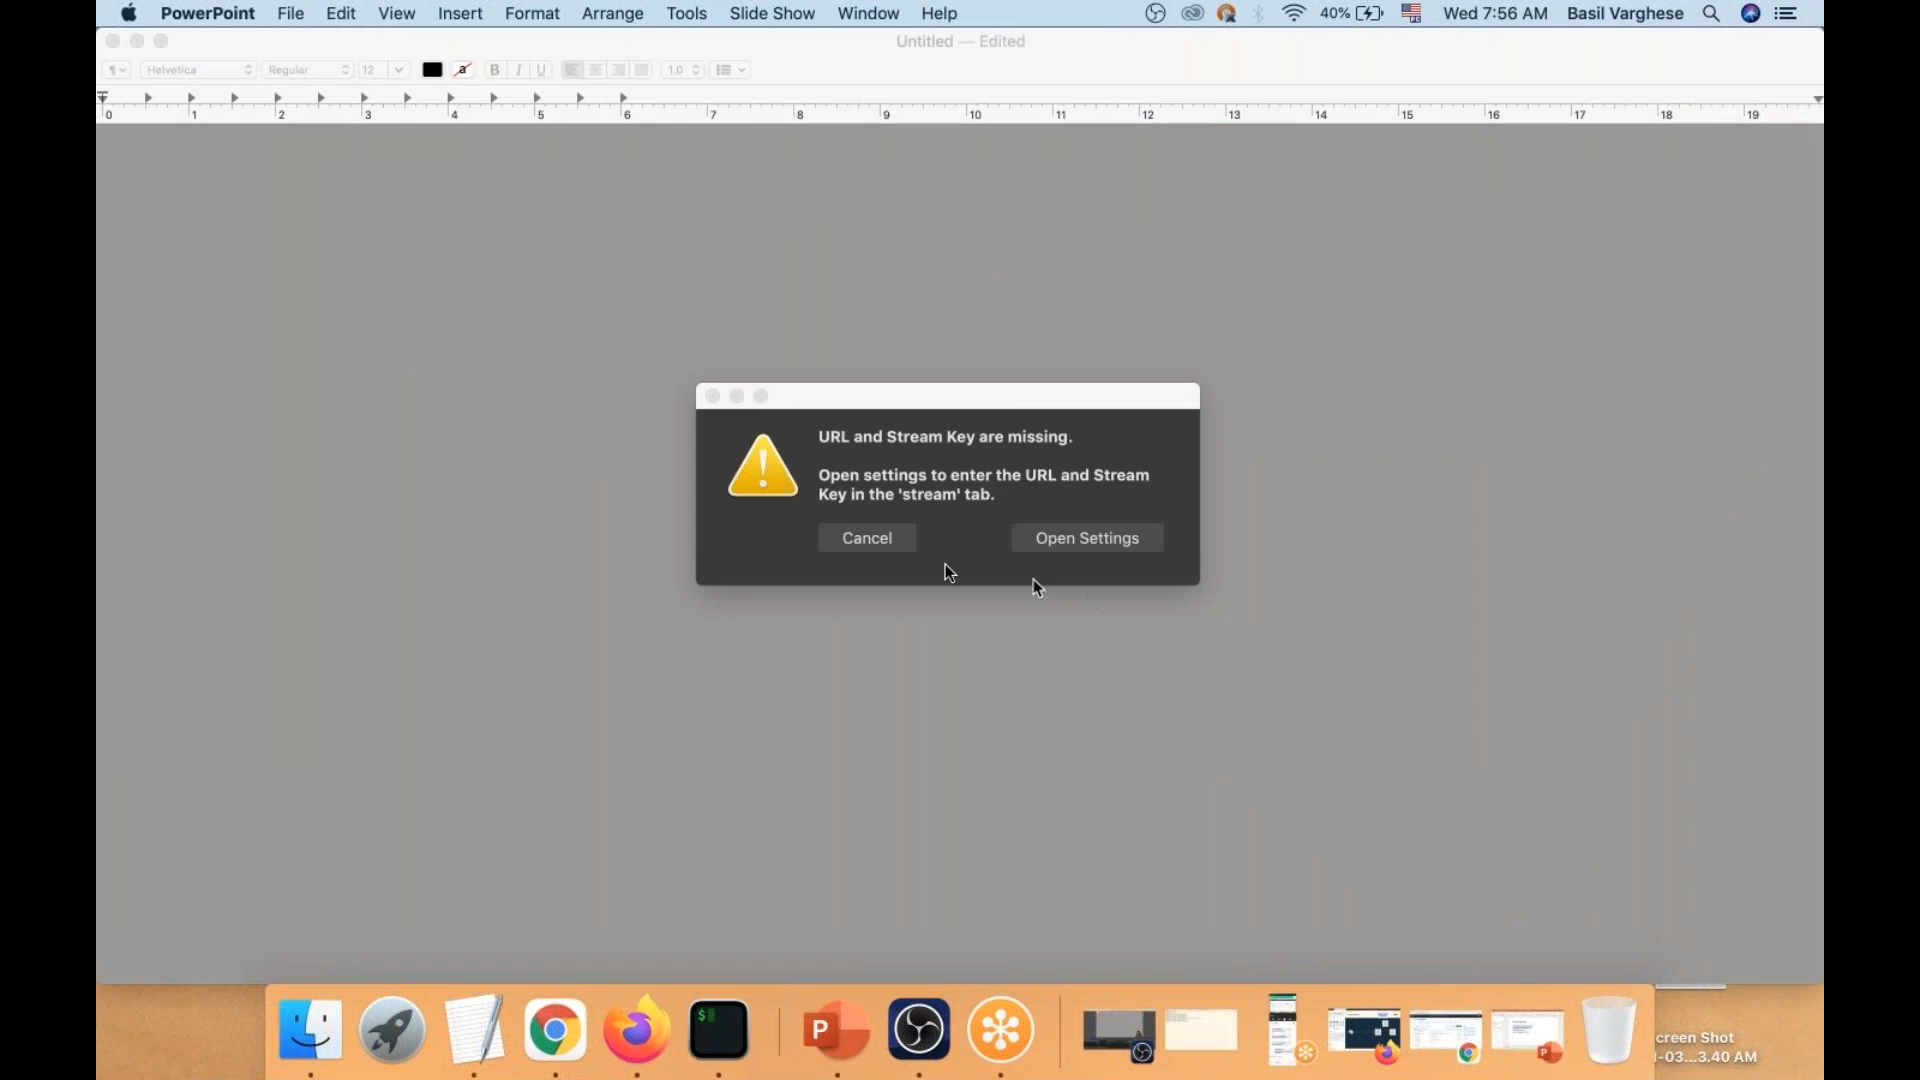 PowerPoint File Edit View Insert Format Arrange Tools Slide Show Window Help 40% Wed 7:56 AM Basil Varghese
Untitled — Edited
Helvetica Regular 12 a B I U 1.0
0 1 2 3 4 5 6 7 8 9 10 11 12 13 14 15 16 17 18 19
URL and Stream Key are missing.
Open settings to enter the URL and Stream
Key in the 'stream' tab.
Cancel Open Settings
$ P
creen Shot
-03...3.40 AM